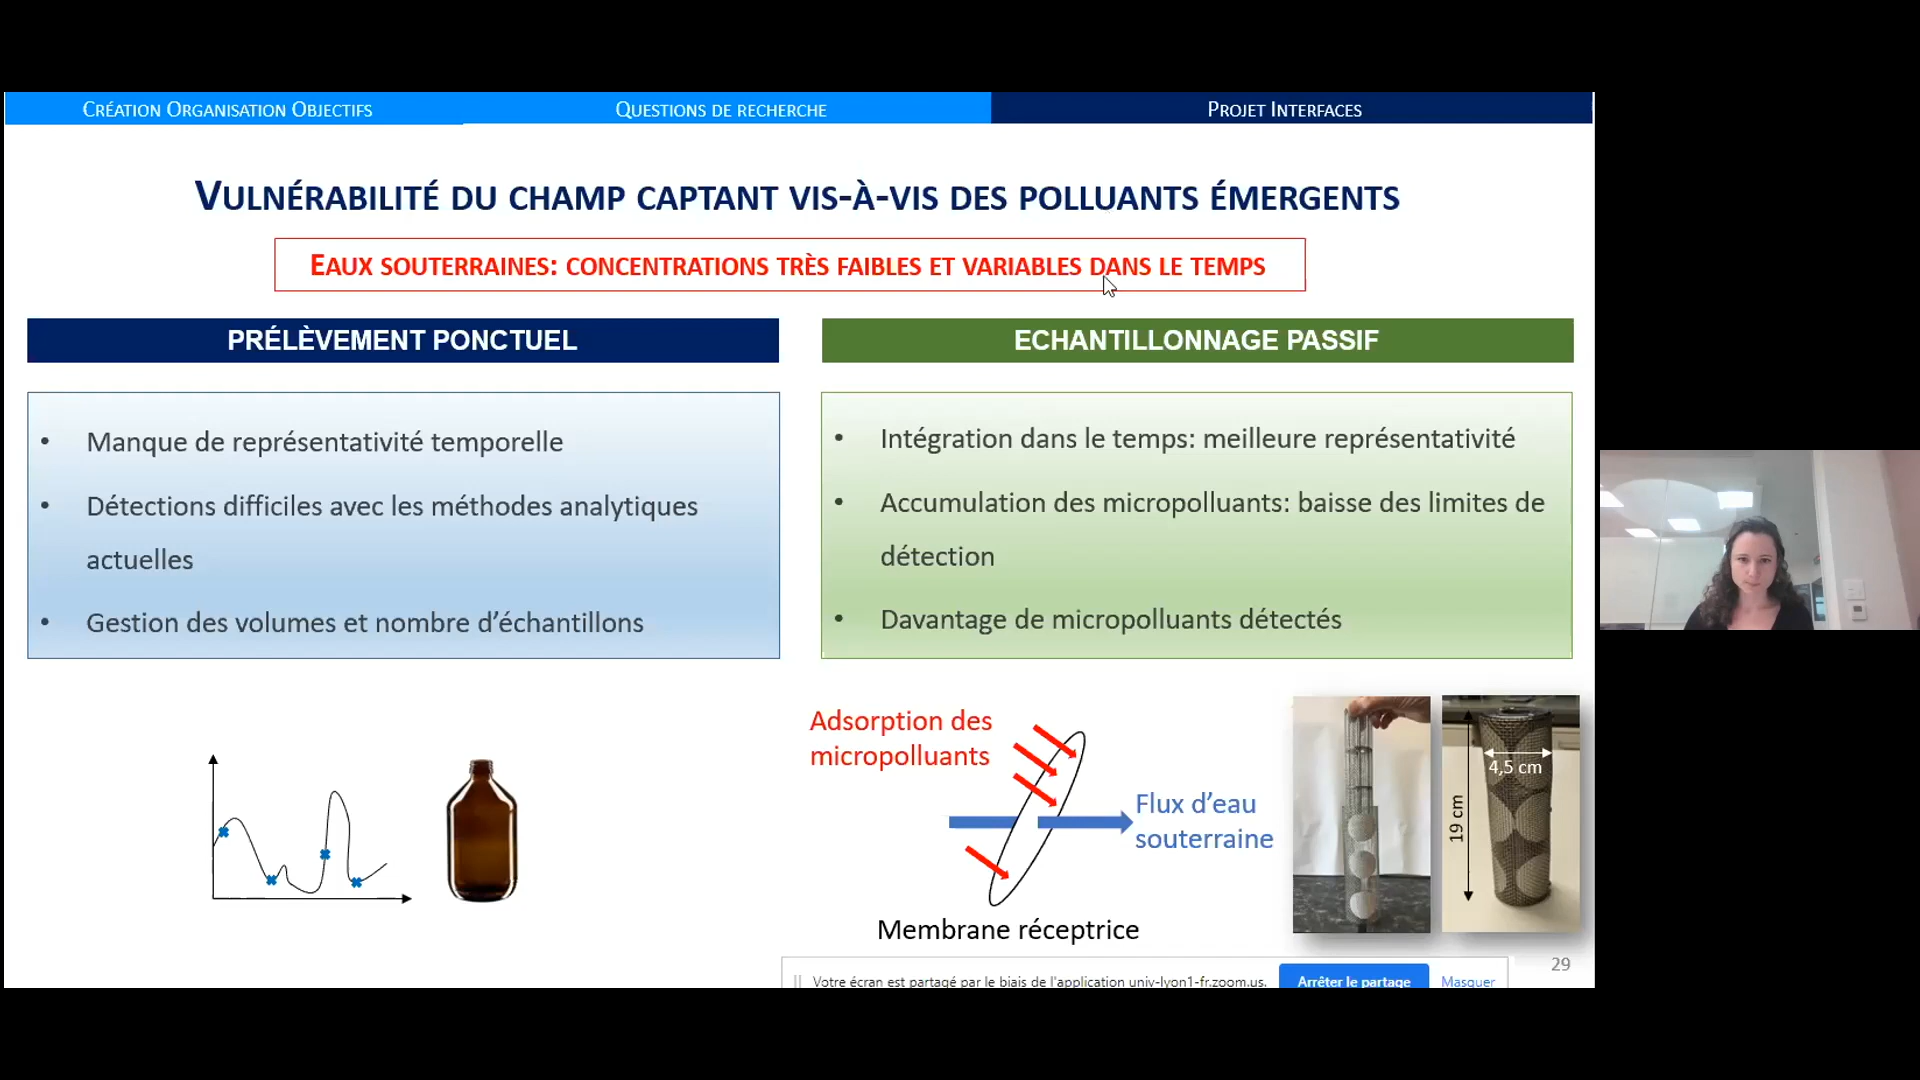 CRÉATION ORGANISATION OBJECTIFS
QUESTIONS DE RECHERCHE
PROJET INTERFACES
VULNÉRABILITÉ DU CHAMP CAPTANT VIS-À-VIS DES POLLUANTS ÉMERGENTS
EAUX SOUTERRAINES: CONCENTRATIONS TRÈS FAIBLES ET VARIABLES DANS LE TEMPS
PRÉLÈVEMENT PONCTUEL
• Manque de représentativité temporelle
• Détections difficiles avec les méthodes analytiques
actuelles
• Gestion des volumes et nombre d’échantillons
ECHANTILLONNAGE PASSIF
• Intégration dans le temps: meilleure représentativité
• Accumulation des micropolluants: baisse des limites de
détection
• Davantage de micropolluants détectés
Adsorption des
micropolluants
Flux d’eau
souterraine
Membrane réceptrice
4,5 cm
19 cm
29
Votre écran est partagé par le biais de l'application univ-lyon1-fr.zoom.us.
Arrêter le partage
Masquer